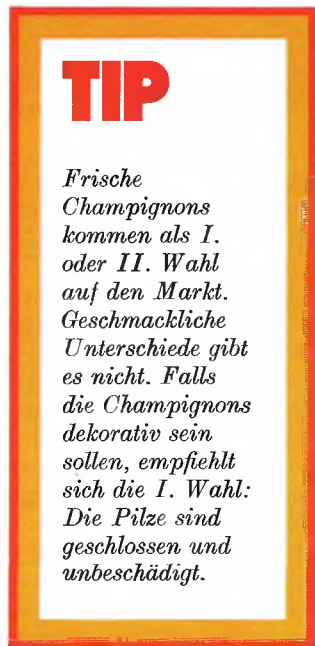 TIP
Frische
Champignons
kommen als I.
oder II. Wahl
auf den Markt.
Geschmackliche
Unterschiede gibt
es nicht. Falls
die Champignons
dekorativ sein
sollen, empfiehlt
sich die I. Wahl:
Die Pilze sind
geschlossen und
unbeschädigt.